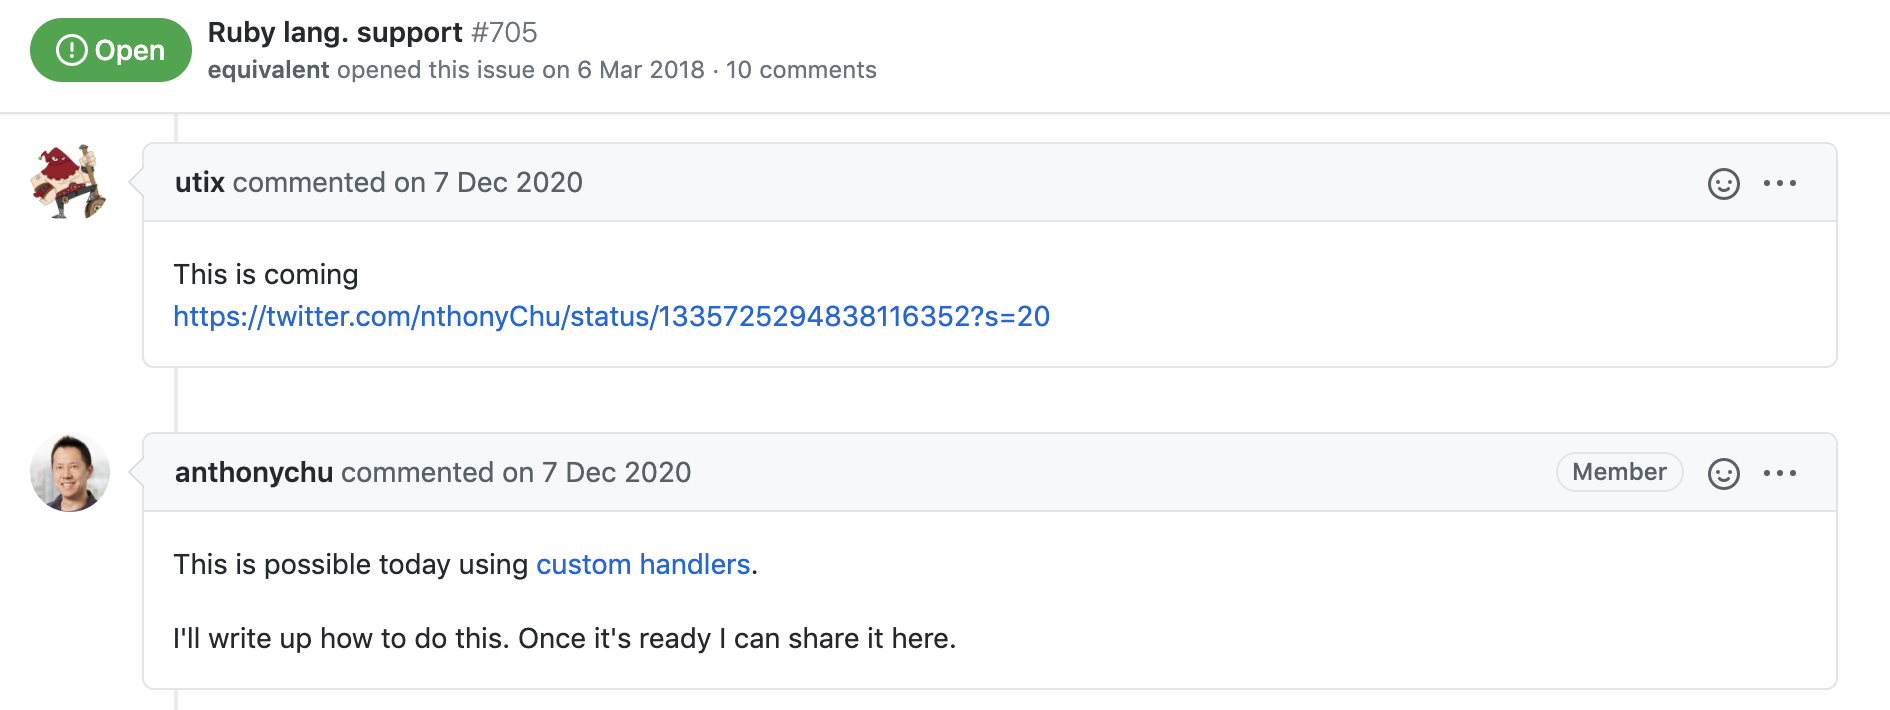 Open
Ruby lang. support #705
equivalent opened this issue on 6 Mar 2018 · 10 comments
utix commented on 7 Dec 2020
This is coming
https://twitter.com/nthonyChu/status/1335725294838116352?s=20
anthonychu commented on 7 Dec 2020
Member
This is possible today using custom handlers.
I'll write up how to do this. Once it's ready I can share it here.